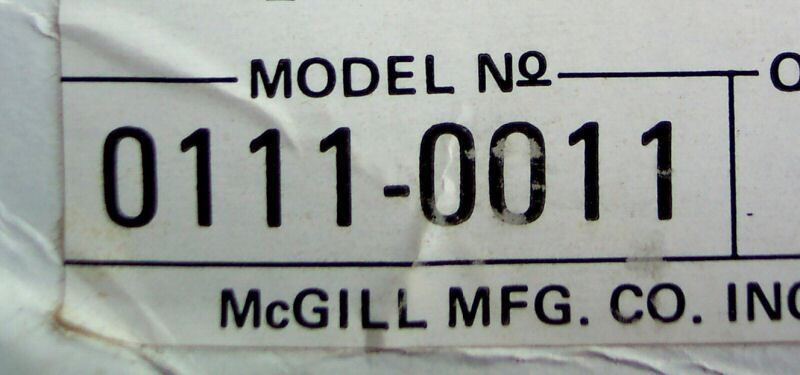 MODEL Nº O
0111-0011
McGILL MFG. CO. INC